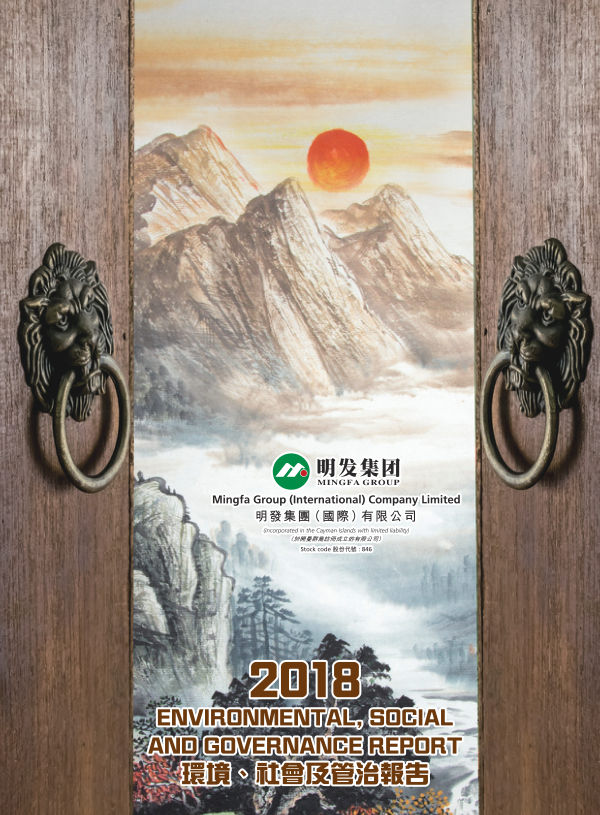 明发集团
MINGFA GROUP
Mingfa Group (International) Company Limited
明發集團（國際）有限公司
(Incorporated in the Cayman Islands with limited liability)
（於開曼群島註冊成立的有限公司）
Stock code 股份代號 : 846
2018
ENVIRONMENTAL, SOCIAL
AND GOVERNANCE REPORT
環境、社會及管治報告